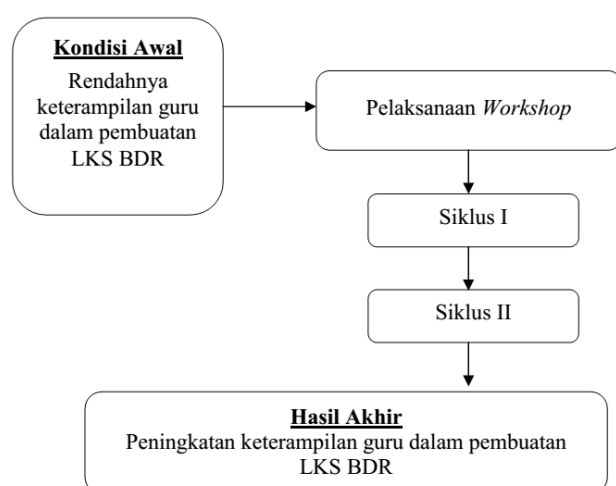 Kondisi Awal
Rendahnya
keterampilan guru
dalam pembuatan
LKS BDR
Pelaksanaan Workshop
Siklus I
Siklus II
Hasil Akhir
Peningkatan keterampilan guru dalam pembuatan
LKS BDR